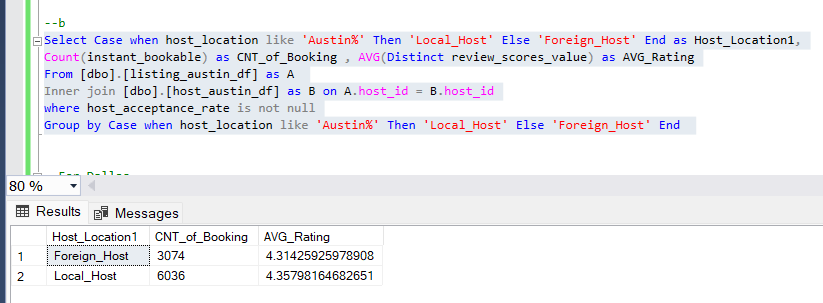 --b
Select Case when host_location like 'Austin%' Then 'Local_Host' Else 'Foreign_Host' End as Host_Location1,
Count(instant_bookable) as CNT_of_Booking , AVG(Distinct review_scores_value) as AVG_Rating
From [dbo].[listing_austin_df] as A
Inner join [dbo].[host_austin_df] as B on A.host_id = B.host_id
where host_acceptance_rate is not null
Group by Case when host_location like 'Austin%' Then 'Local_Host' Else 'Foreign_Host' End
80 %
Results Messages
Host_Location1 CNT_of_Booking AVG_Rating
1 Foreign_Host 3074 4.31425925978908
2 Local_Host 6036 4.35798164682651